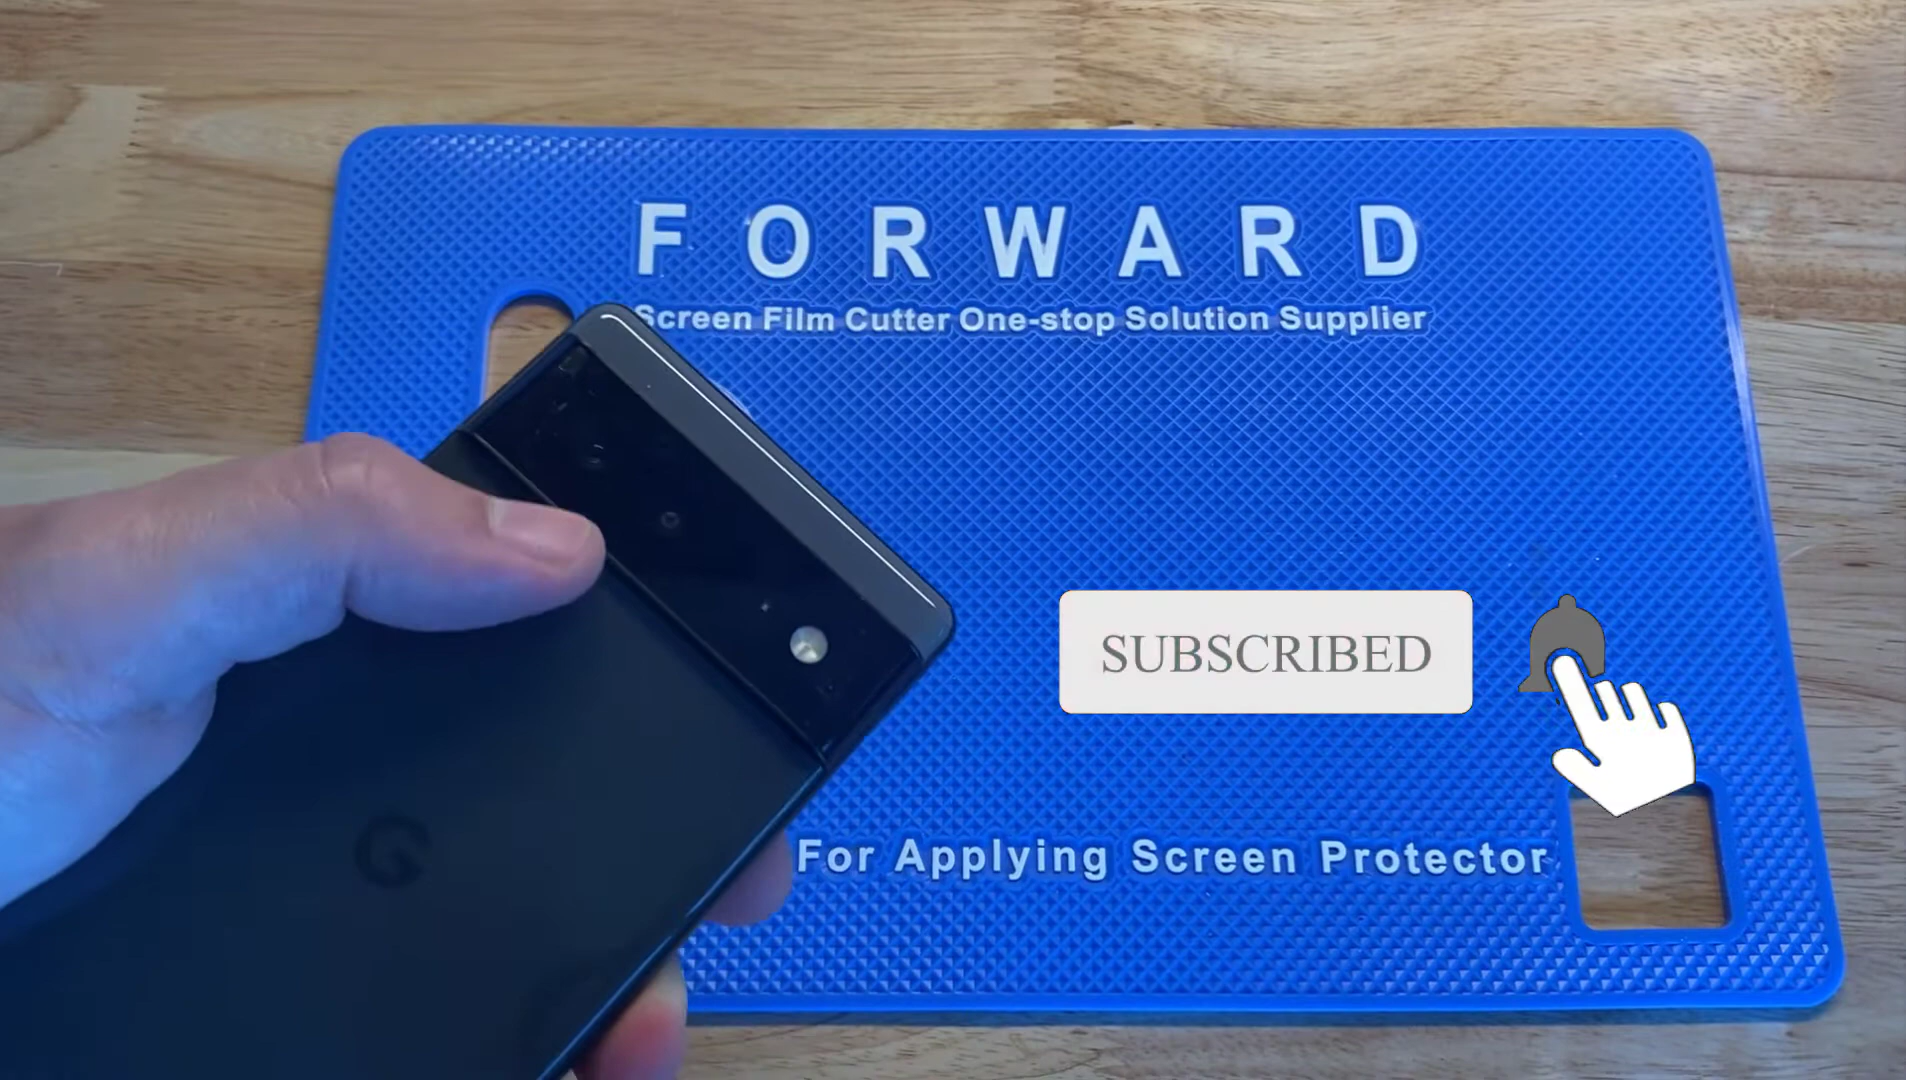 FORWARD
Screen Film Cutter One-stop Solution Supplier
SUBSCRIBED
For Applying Screen Protector
G